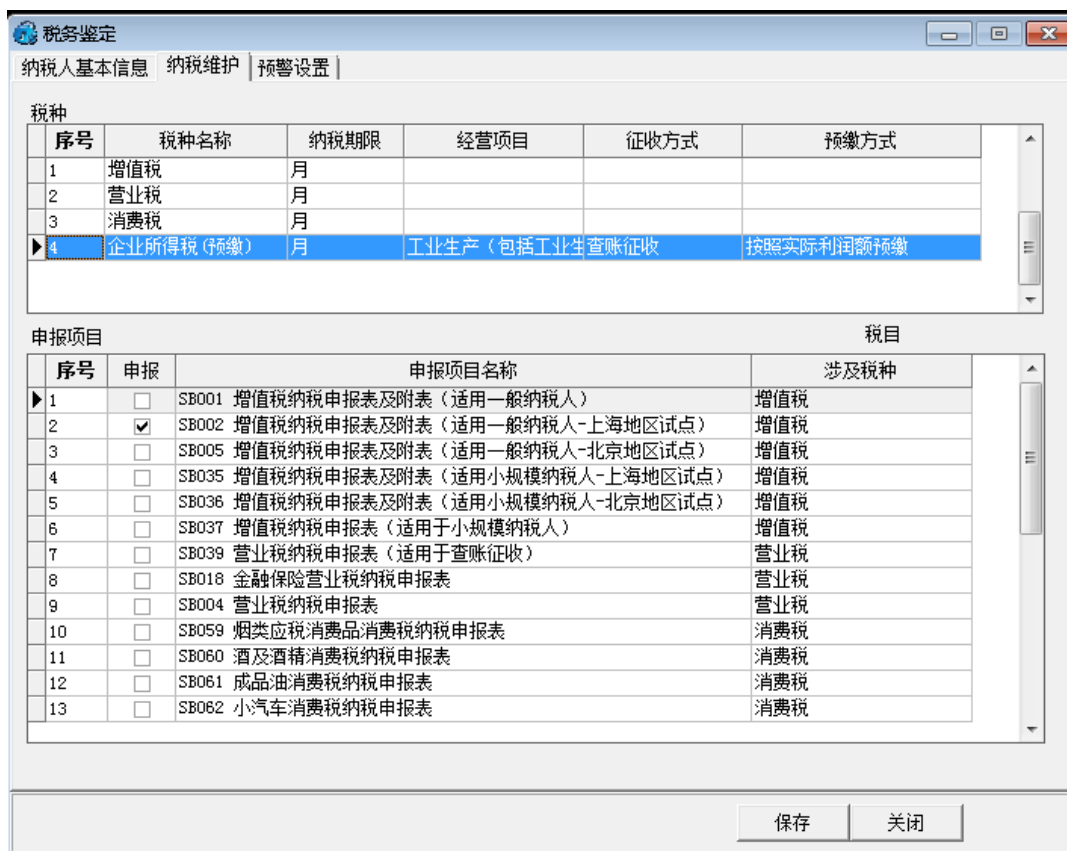 税务鉴定
纳税人基本信息 纳税维护 预警设置
税种
序号 税种名称 纳税期限 经营项目 征收方式 预缴方式
1 增值税 月
2 营业税 月
3 消费税 月
4 企业所得税(预缴) 月 工业生产（包括工业生 查账征收 按照实际利润额预缴
申报项目 税目
序号 申报 申报项目名称 涉及税种
1 SB001 增值税纳税申报表及附表（适用一般纳税人） 增值税
2 SB002 增值税纳税申报表及附表（适用一般纳税人-上海地区试点） 增值税
3 SB005 增值税纳税申报表及附表（适用一般纳税人-北京地区试点） 增值税
4 SB035 增值税纳税申报表及附表（适用小规模纳税人-上海地区试点） 增值税
5 SB036 增值税纳税申报表及附表（适用小规模纳税人-北京地区试点） 增值税
6 SB037 增值税纳税申报表（适用于小规模纳税人） 增值税
7 SB039 营业税纳税申报表（适用于查账征收） 营业税
8 SB018 金融保险营业税纳税申报表 营业税
9 SB004 营业税纳税申报表 营业税
10 SB059 烟类应税消费品消费税纳税申报表 消费税
11 SB060 酒及酒精消费税纳税申报表 消费税
12 SB061 成品油消费税纳税申报表 消费税
13 SB062 小汽车消费税纳税申报表 消费税
保存 关闭